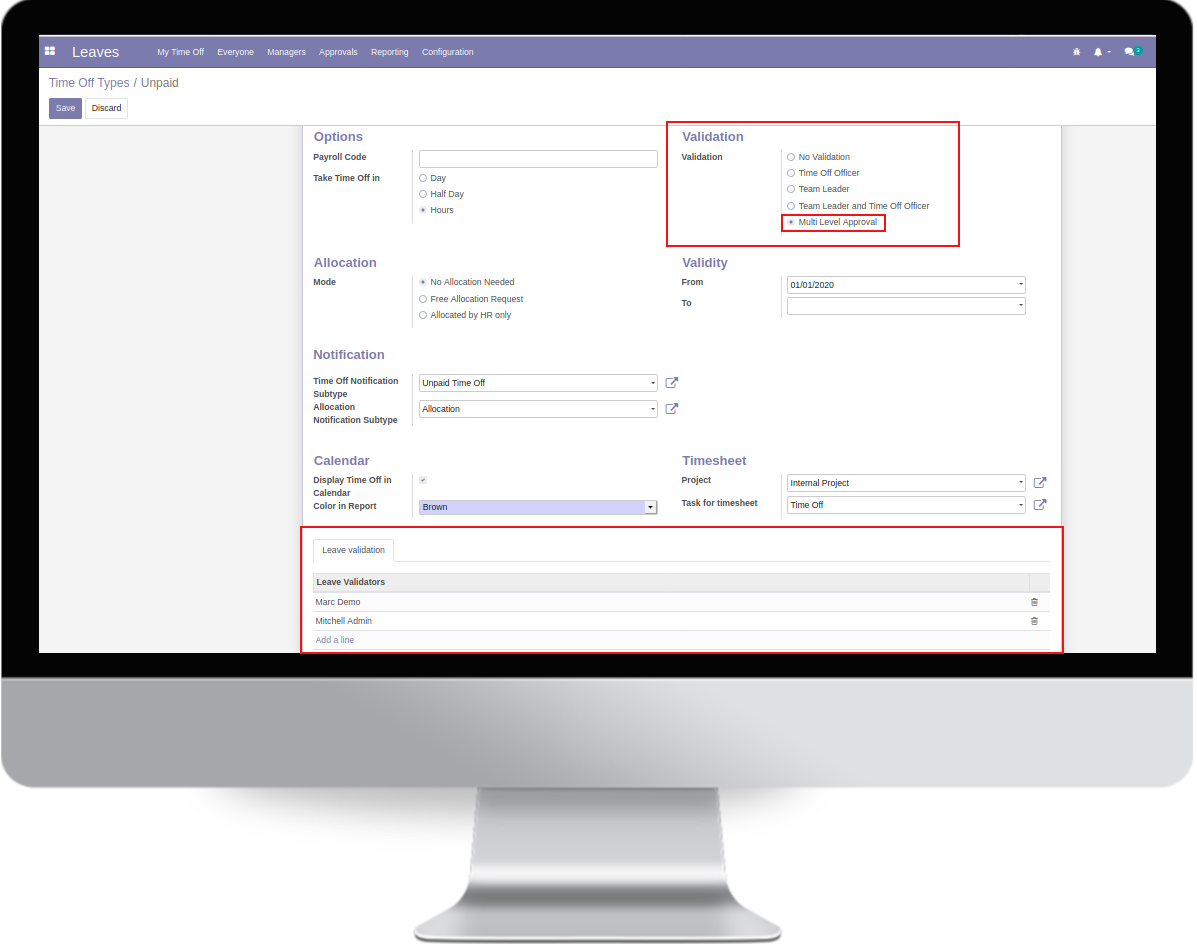 Leaves My Time Off Everyone Managers Approvals Reporting Configuration 3
Time Off Types / Unpaid
Save Discard
Options
Payroll Code
Take Time Off in
Day
Half Day
Hours
Validation
Validation
No Validation
Time Off Officer
Team Leader
Team Leader and Time Off Officer
Multi Level Approval
Allocation
Mode
No Allocation Needed
Free Allocation Request
Allocated by HR only
Validity
From 01/01/2020
To
Notification
Time Off Notification
Subtype
Unpaid Time Off
Allocation
Notification Subtype
Allocation
Calendar
Display Time Off in
Calendar
Color in Report Brown
Timesheet
Project Internal Project
Task for timesheet Time Off
Leave validation
Leave Validators
Marc Demo
Mitchell Admin
Add a line